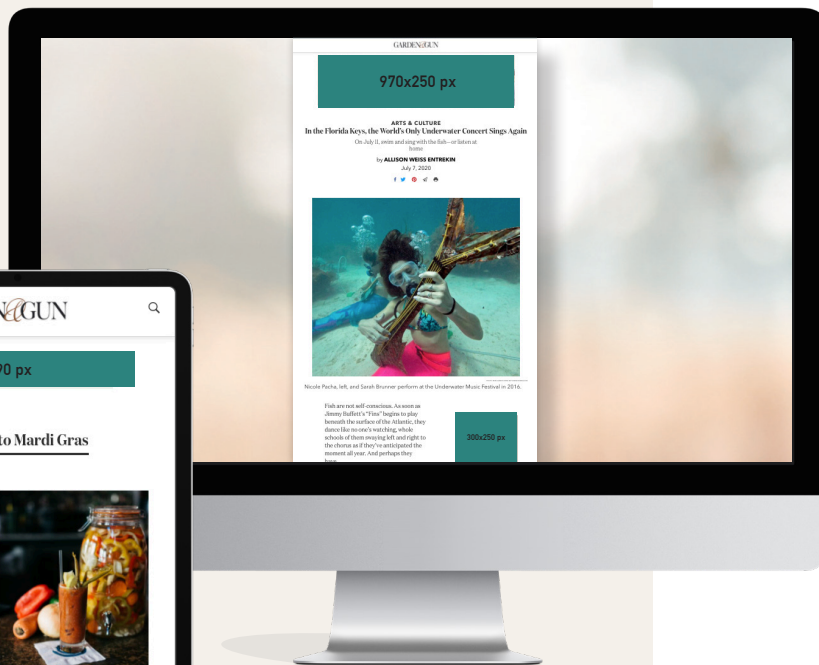 GARDEN&GUN
970x250 px
ARTS & CULTURE
In the Florida Keys, the World's Only Underwater Concert Sings Again
On July 11, swim and sing with the fish—or listen at
home
by ALLISON WEISS ENTREKIN
July 7, 2020
Nicole Pacha, left, and Sarah Brunner perform at the Underwater Music Festival in 2016.
Fish are not self-conscious. As soon as
Jimmy Buffett's "Fins" begins to play
beneath the surface of the Atlantic, they
dance like no one's watching, whole
schools of them swaying left and right to
the chorus as if they've anticipated the
moment all year. And perhaps they
have.
300x250 px
N&GUN
90 px
to Mardi Gras